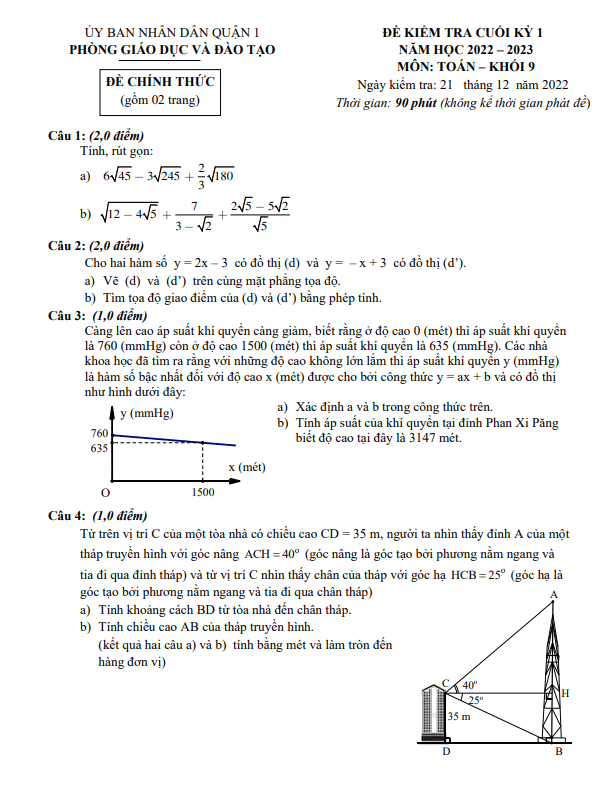 ỦY BAN NHÂN DÂN QUẬN 1
PHÒNG GIÁO DỤC VÀ ĐÀO TẠO
ĐỀ CHÍNH THỨC
(gồm 02 trang)
ĐỀ KIỂM TRA CUỐI KỲ 1
NĂM HỌC 2022 – 2023
MÔN: TOÁN – KHỐI 9
Ngày kiểm tra: 21 tháng 12 năm 2022
Thời gian: 90 phút (không kể thời gian phát đề)
Câu 1: (2,0 điểm)
Tính, rút gọn:
a) 6√45 − 3√245 + 2/3 √180
b) √(12 − 4√5) + 7/(3 − √2) + (2√5 − 5√2)/√5
Câu 2: (2,0 điểm)
Cho hai hàm số y = 2x – 3 có đồ thị (d) và y = – x + 3 có đồ thị (d’).
a) Vẽ (d) và (d’) trên cùng mặt phẳng tọa độ.
b) Tìm tọa độ giao điểm của (d) và (d’) bằng phép tính.
Câu 3: (1,0 điểm)
Càng lên cao áp suất khí quyển càng giảm, biết rằng ở độ cao 0 (mét) thì áp suất khí quyển
là 760 (mmHg) còn ở độ cao 1500 (mét) thì áp suất khí quyển là 635 (mmHg). Các nhà
khoa học đã tìm ra rằng với những độ cao không lớn lắm thì áp suất khí quyển y (mmHg)
là hàm số bậc nhất đối với độ cao x (mét) được cho bởi công thức y = ax + b và có đồ thị
như hình dưới đây:
y (mmHg)
760
635
x (mét)
O
1500
a) Xác định a và b trong công thức trên.
b) Tính áp suất của khí quyển tại đỉnh Phan Xi Păng
biết độ cao tại đây là 3147 mét.
Câu 4: (1,0 điểm)
Từ trên vị trí C của một tòa nhà có chiều cao CD = 35 m, người ta nhìn thấy đỉnh A của một
tháp truyền hình với góc nâng ACH = 40° (góc nâng là góc tạo bởi phương nằm ngang và
tia đi qua đỉnh tháp) và từ vị trí C nhìn thấy chân của tháp với góc hạ HCB = 25° (góc hạ là
góc tạo bởi phương nằm ngang và tia đi qua chân tháp)
a) Tính khoảng cách BD từ tòa nhà đến chân tháp.
b) Tính chiều cao AB của tháp truyền hình.
(kết quả hai câu a) và b) tính bằng mét và làm tròn đến
hàng đơn vị)
A
C
40°
H
25°
35 m
D
B